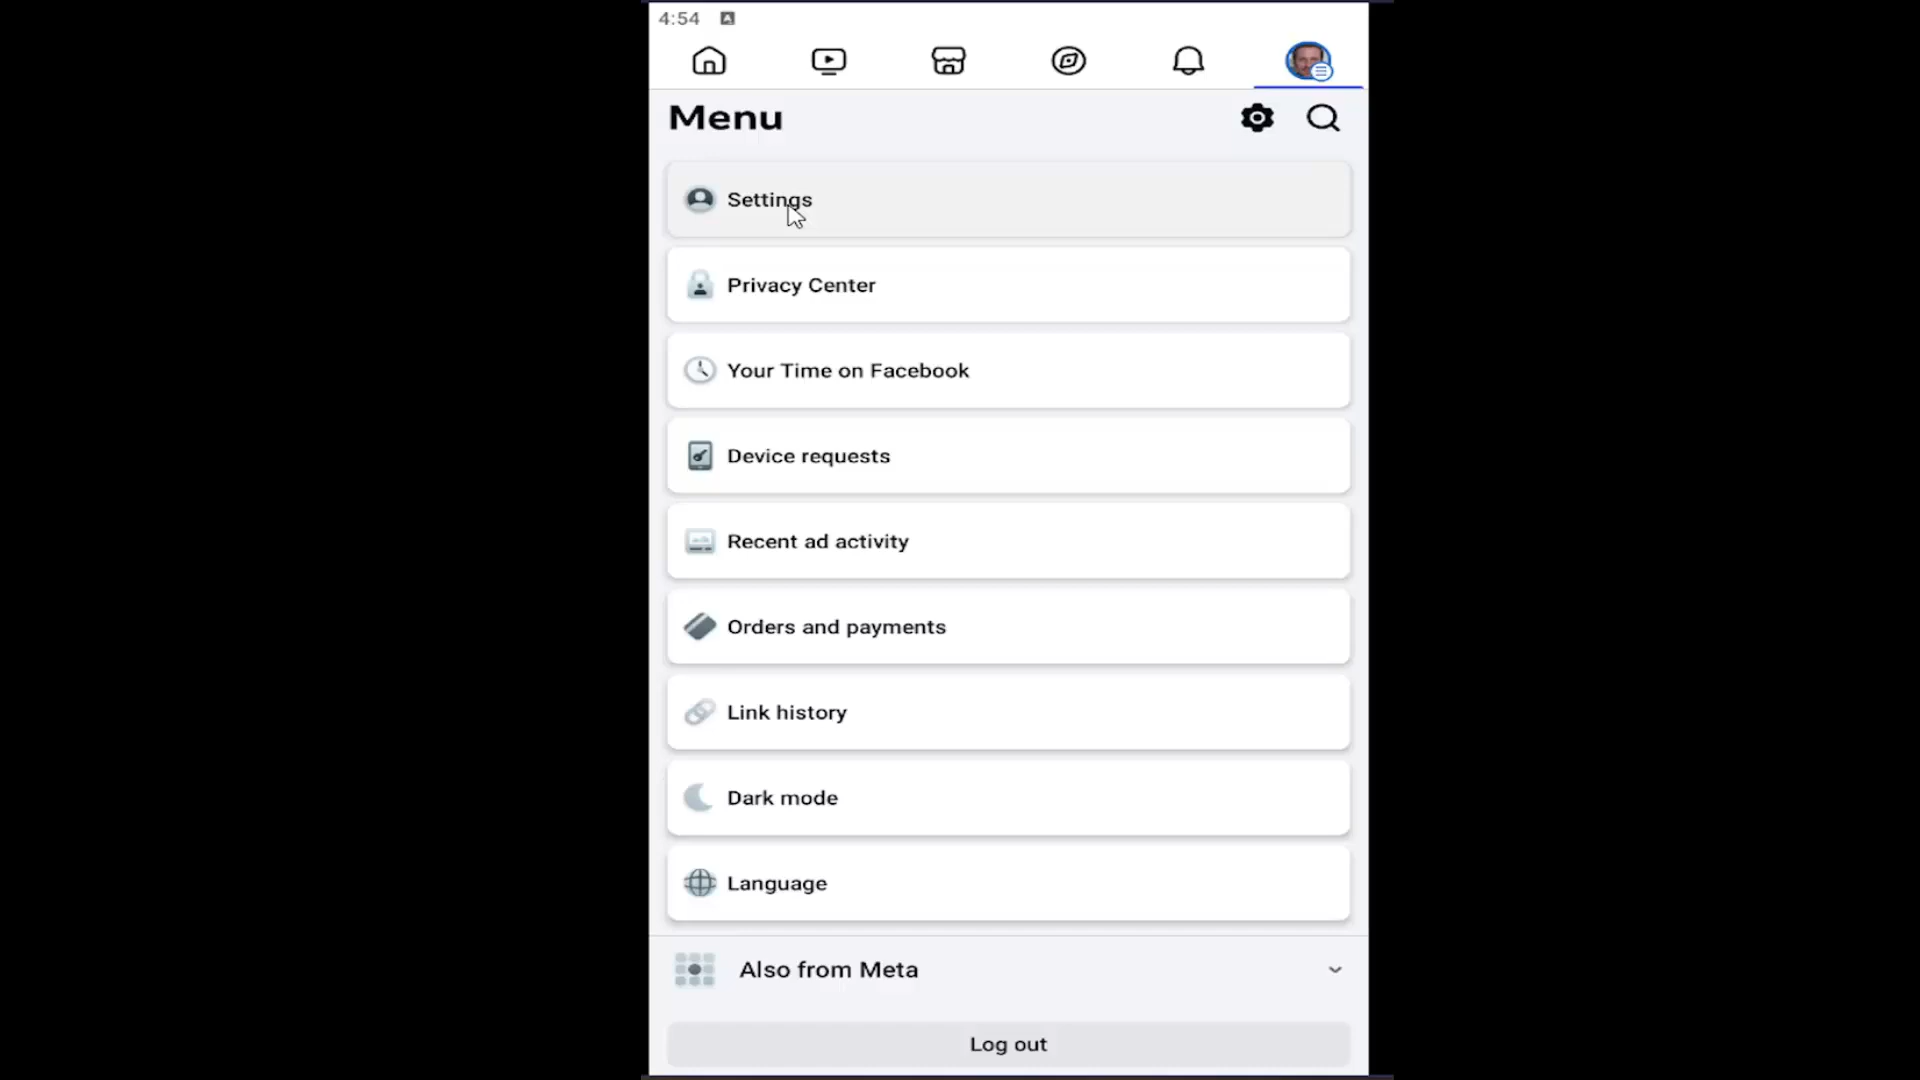 4:54
Menu
Settings
Privacy Center
Your Time on Facebook
Device requests
Recent ad activity
Orders and payments
Link history
Dark mode
Language
Also from Meta
Log out